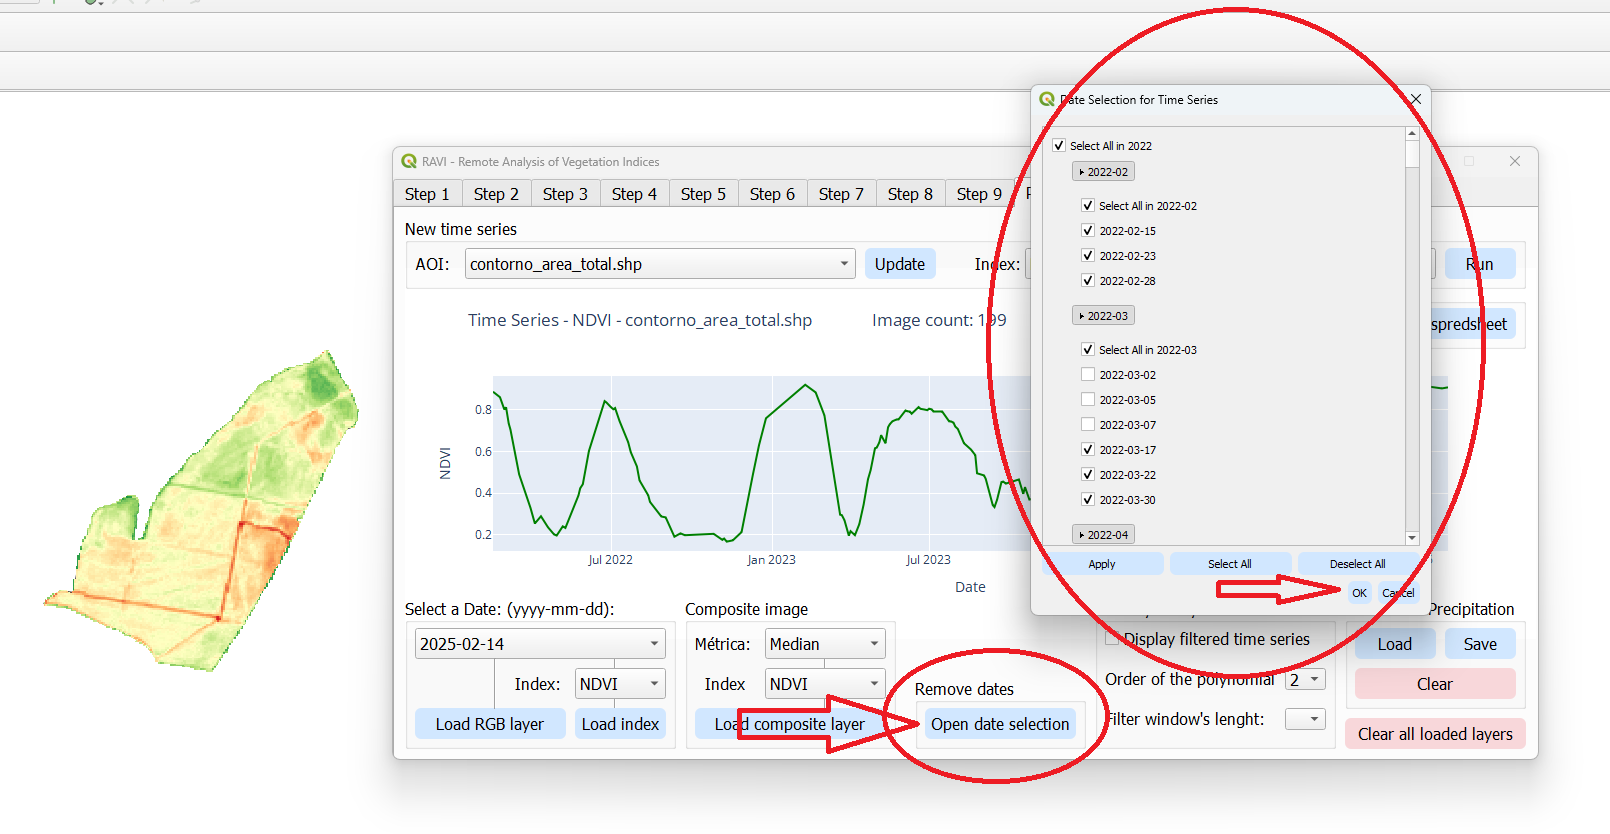 Date Selection for Time Series
Select All in 2022
2022-02
Select All in 2022-02
2022-02-15
2022-02-23
2022-02-28
2022-03
Select All in 2022-03
2022-03-02
2022-03-05
2022-03-07
2022-03-17
2022-03-22
2022-03-30
2022-04
Apply Select All Deselect All
OK Cancel
RAVI - Remote Analysis of Vegetation Indices
Step 1 Step 2 Step 3 Step 4 Step 5 Step 6 Step 7 Step 8 Step 9
New time series
AOI: contorno_area_total.shp Update Index: Run
Time Series - NDVI - contorno_area_total.shp Image count: 199
spredsheet
0.8
0.6
0.4
0.2
NDVI
Jul 2022 Jan 2023 Jul 2023
Date
Select a Date: (yyyy-mm-dd): Composite image Precipitation
2025-02-14 Métrica: Median Display filtered time series Load Save
Index: NDVI Index NDVI Remove dates Order of the polynomial 2 Clear
Load RGB layer Load index Load composite layer Open date selection Filter window's lenght:
Clear all loaded layers